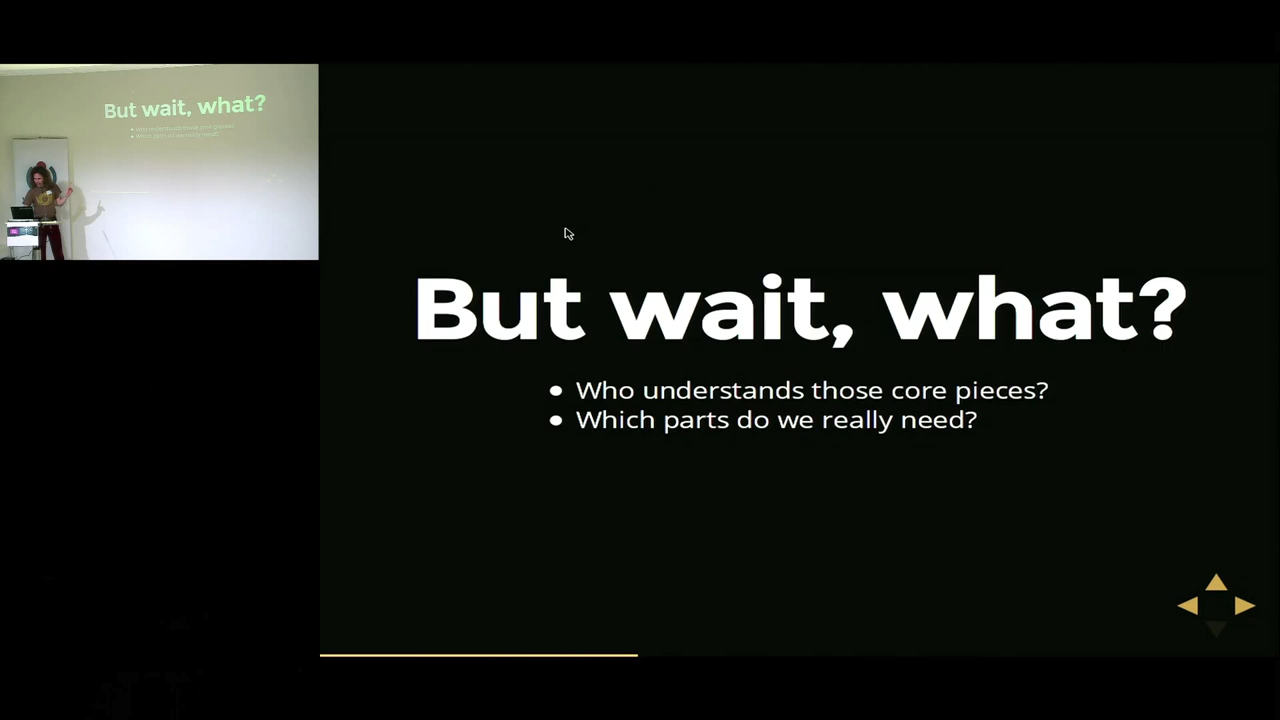 But wait, what?
But wait, what?
• Who understands those core pieces?
• Which parts do we really need?